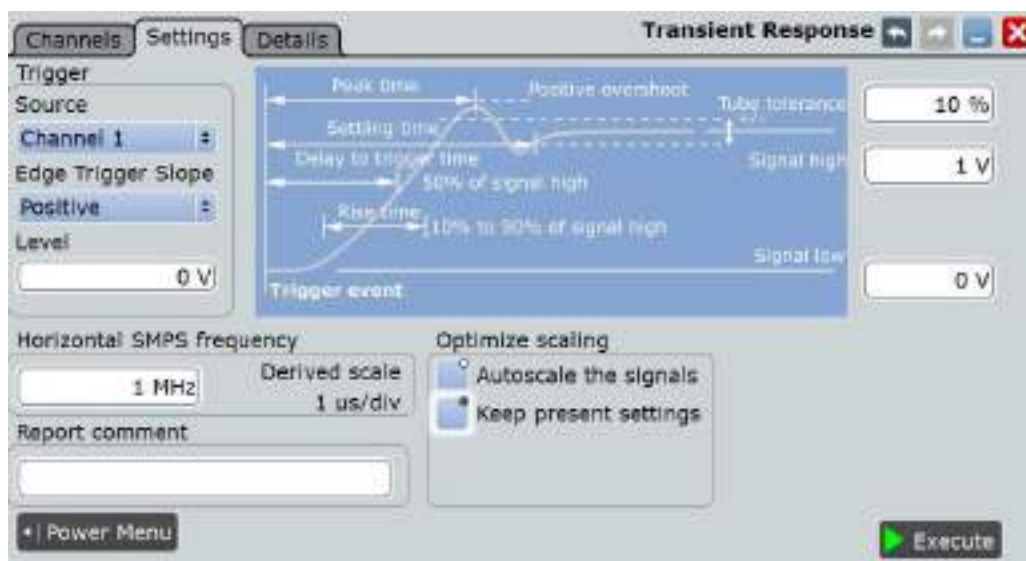 Channels Settings Details
Transient Response
Trigger
Source
Channel 1
Edge Trigger Slope
Positive
Level
0 V
Peak time
Positive overshoot
Tube tolerance
10 %
Settling time
Delay to trigger time
Signal high
1 V
50% of signal high
Rise time
10% to 90% of signal high
Signal low
0 V
Trigger event
Horizontal SMPS frequency
1 MHz
Derived scale
1 us/div
Optimize scaling
Autoscale the signals
Keep present settings
Report comment
Power Menu
Execute